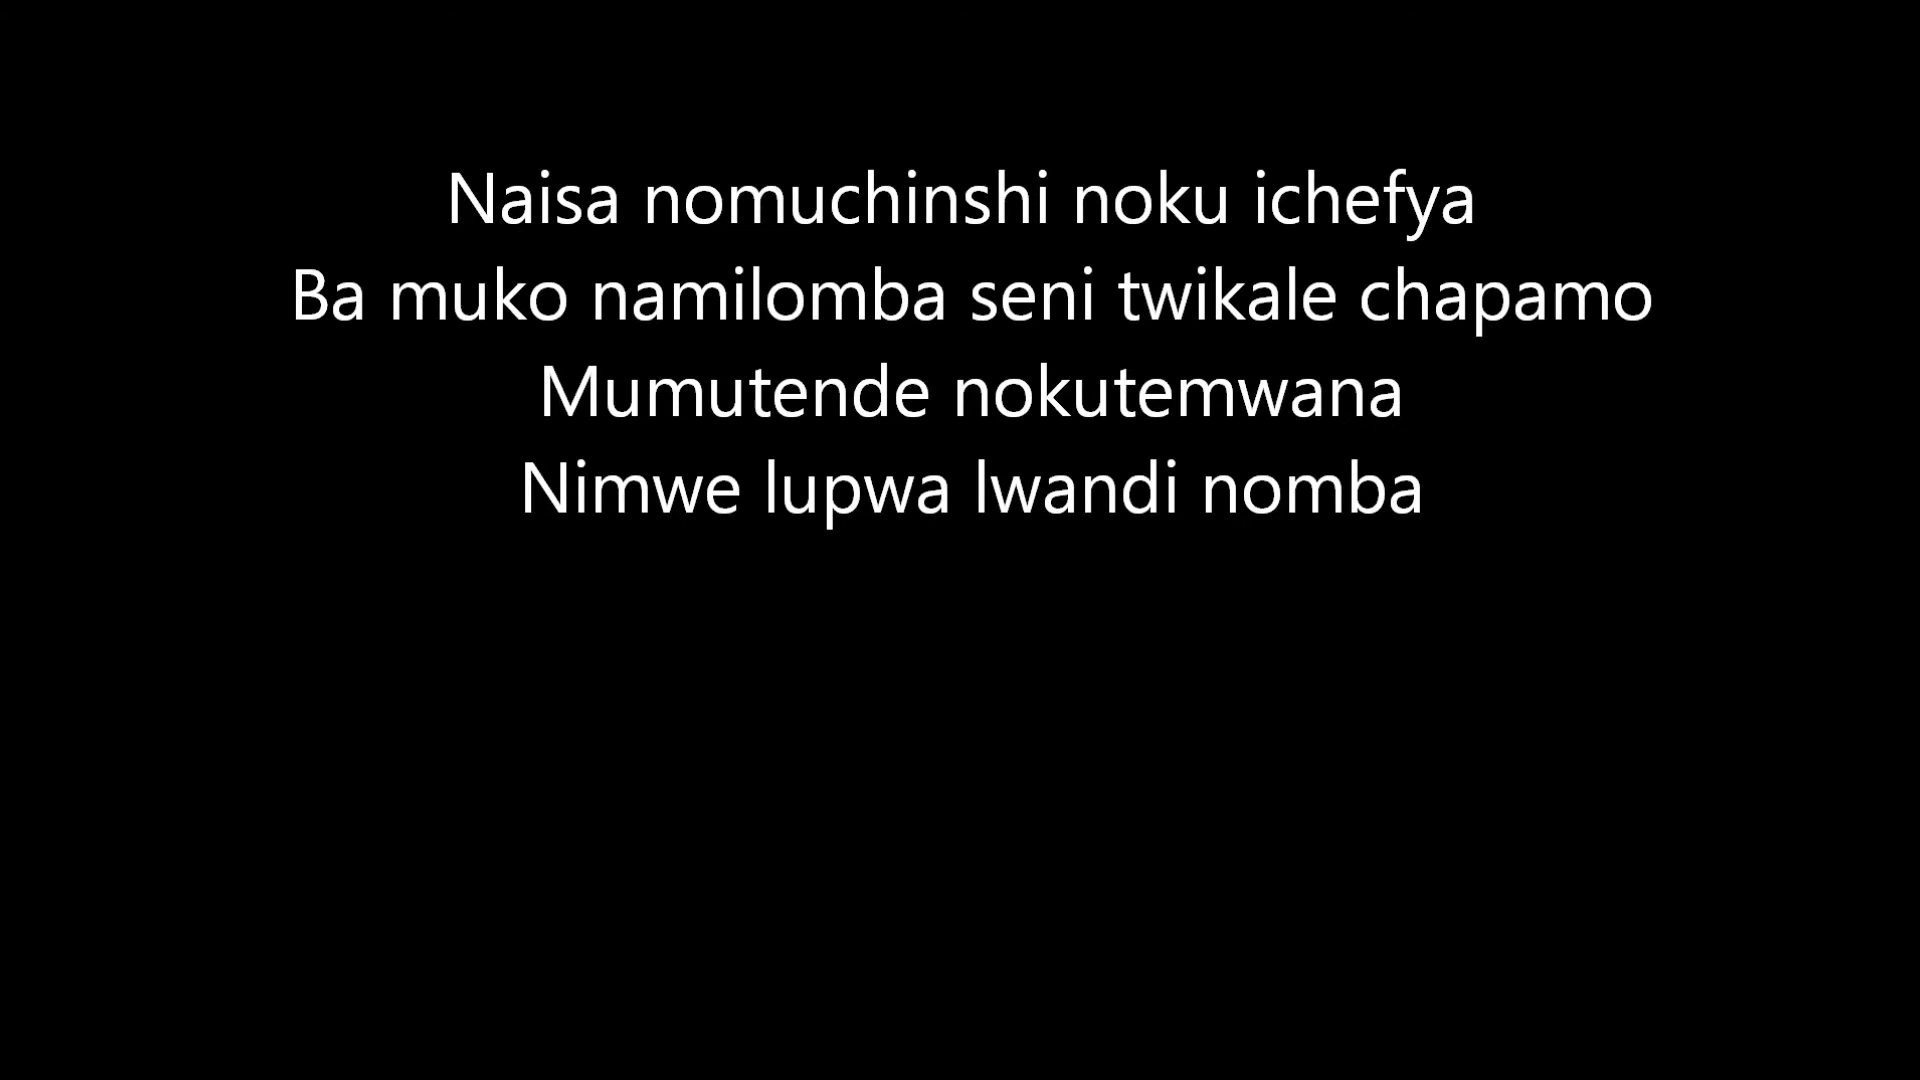 Naisa nomuchinshi noku ichefya
Ba muko namilomba seni twikale chapamo
Mumutende nokutemwana
Nimwe lupwa lwandi nomba